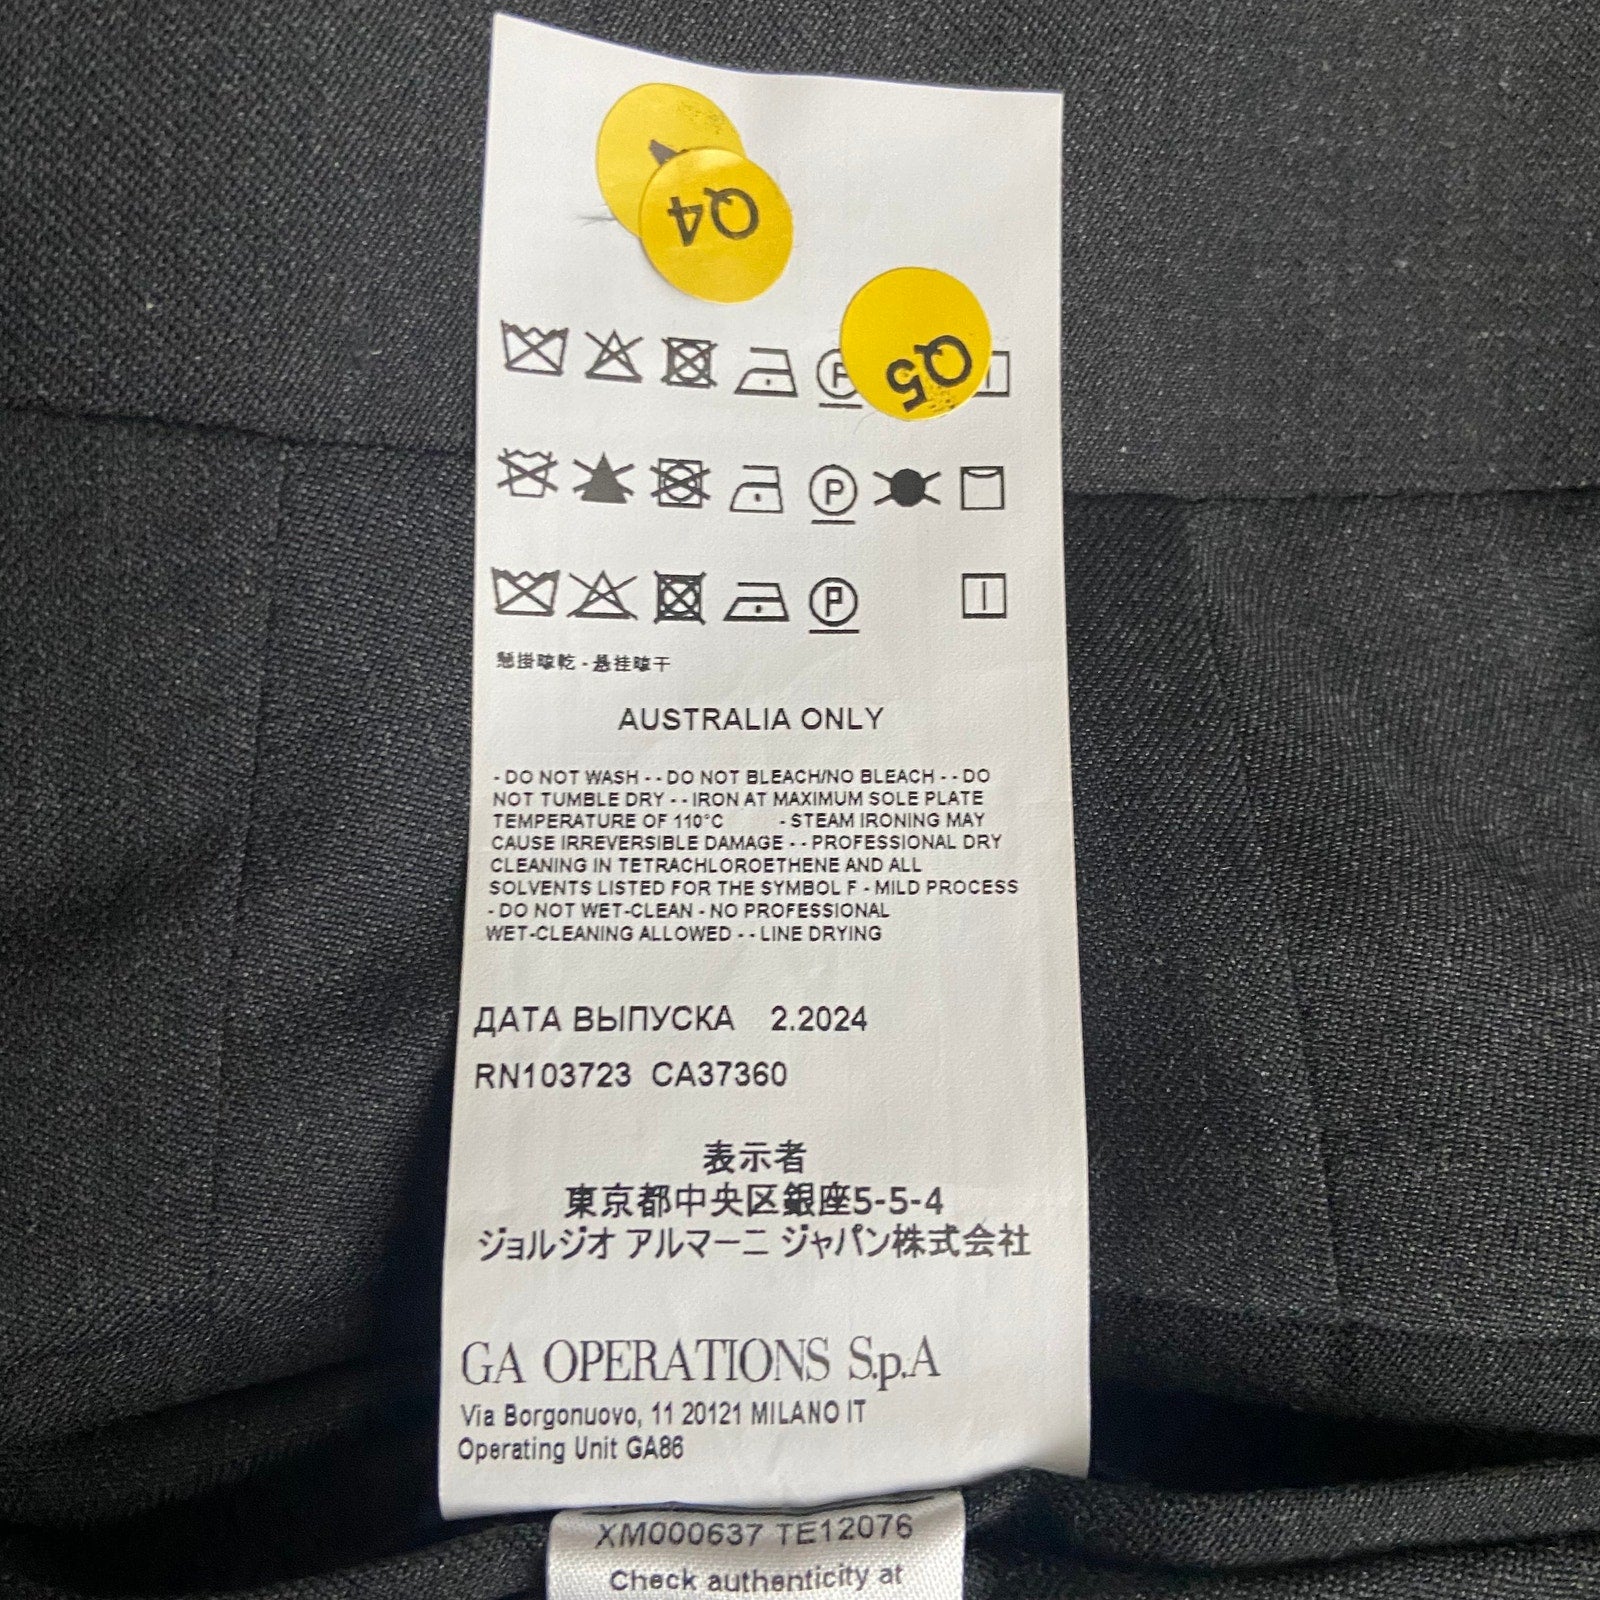 Q4
Q5
懸掛晾乾 - 悬挂晾干
AUSTRALIA ONLY
- DO NOT WASH - - DO NOT BLEACH/NO BLEACH - - DO
NOT TUMBLE DRY - - IRON AT MAXIMUM SOLE PLATE
TEMPERATURE OF 110°C - STEAM IRONING MAY
CAUSE IRREVERSIBLE DAMAGE - - PROFESSIONAL DRY
CLEANING IN TETRACHLOROETHENE AND ALL
SOLVENTS LISTED FOR THE SYMBOL F - MILD PROCESS
- DO NOT WET-CLEAN - NO PROFESSIONAL
WET-CLEANING ALLOWED - - LINE DRYING
ДАТА ВЫПУСКА 2.2024
RN103723 CA37360
表示者
東京都中央区銀座5-5-4
ジョルジオ アルマーニ ジャパン株式会社
GA OPERATIONS S.p.A
Via Borgonuovo, 11 20121 MILANO IT
Operating Unit GA86
XM000637 TE12076
Check authenticity at